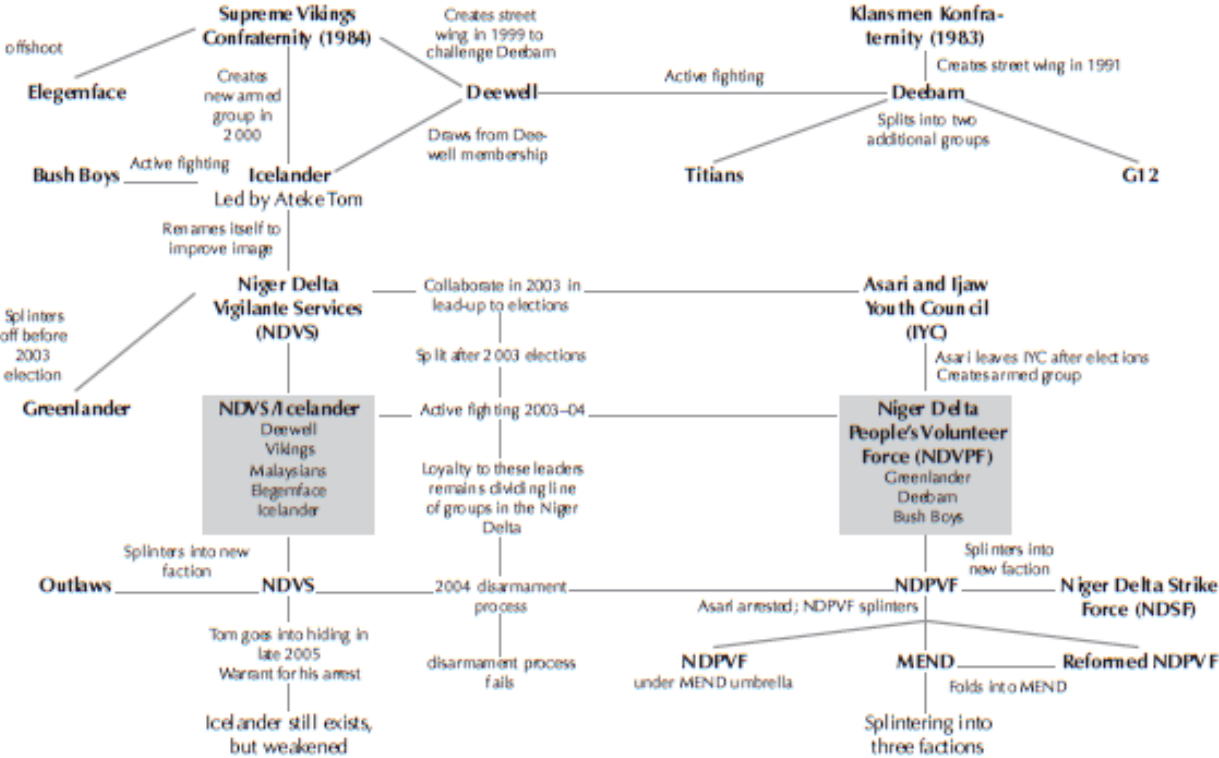 Supreme Vikings
Confraternity (1984)
Creates street
wing in 1999 to
challenge Deebam
Klansmen Konfra-
ternity (1983)
offshoot
Creates street wing in 1991
Elegemface
Creates
new armed
group in
2000
Deewell
Active fighting
Deebam
Splits into two
additional groups
Draws from Dee-
well membership
Bush Boys
Active fighting
Icelander
Led by Ateke Tom
Titians
G12
Renames itself to
improve image
Niger Delta
Vigilante Services
(NDVS)
Collaborate in 2003 in
lead-up to elections
Asari and Ijaw
Youth Council
(IYC)
Splinters
off before
2003
election
Split after 2003 elections
Asari leaves IYC after elections
Creates armed group
Greenlander
NDVS/Icelander
Deewell
Vikings
Malaysians
Elegemface
Icelander
Active fighting 2003–04
Niger Delta
People's Volunteer
Force (NDVPF)
Greenlander
Deebam
Bush Boys
Loyalty to these leaders
remains dividing line
of groups in the Niger
Delta
Splinters into new
faction
Splinters into
new faction
Outlaws
NDVS
2004 disarmament
process
NDPVF
Niger Delta Strike
Force (NDSF)
Asari arrested; NDPVF splinters
Tom goes into hiding in
late 2005
Warrant for his arrest
disarmament process
fails
NDPVF
under MEND umbrella
MEND
Reformed NDPVF
Folds into MEND
Icelander still exists,
but weakened
Splintering into
three factions